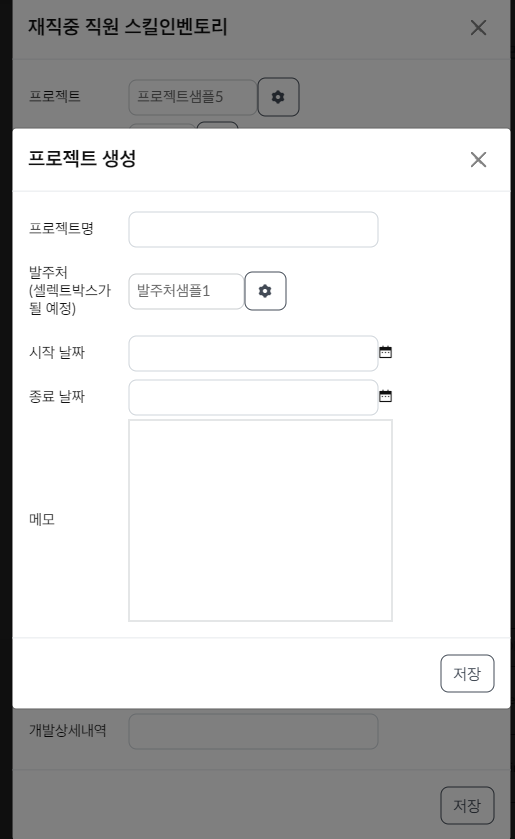 재직중 직원 스킬인벤토리
프로젝트
프로젝트샘플5
프로젝트 생성
프로젝트명
발주처
(셀렉트박스가
될 예정)
발주처샘플1
시작 날짜
종료 날짜
메모
저장
개발상세내역
저장